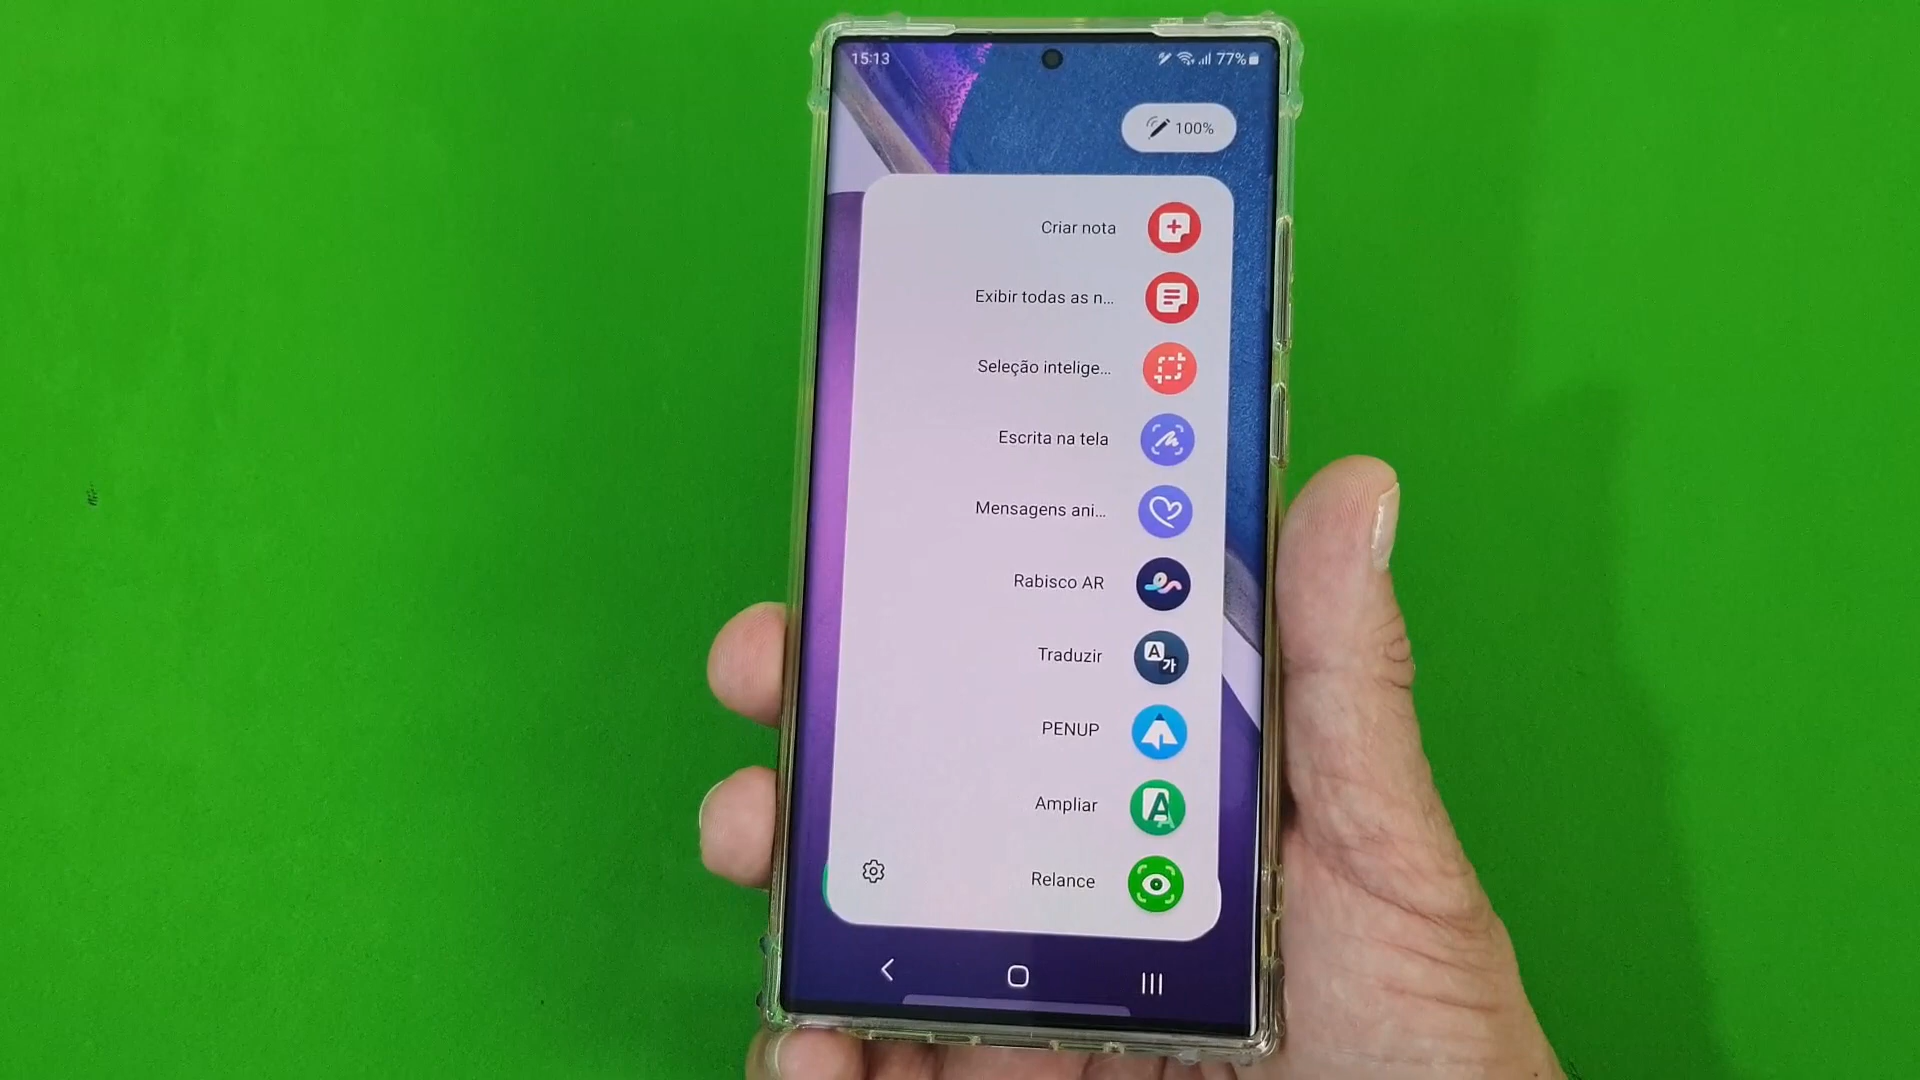 15:13
77%
100%
Criar nota
Exibir todas as n...
Seleção intelige...
Escrita na tela
Mensagens ani...
Rabisco AR
Traduzir
A
가
PENUP
Ampliar
A
Relance